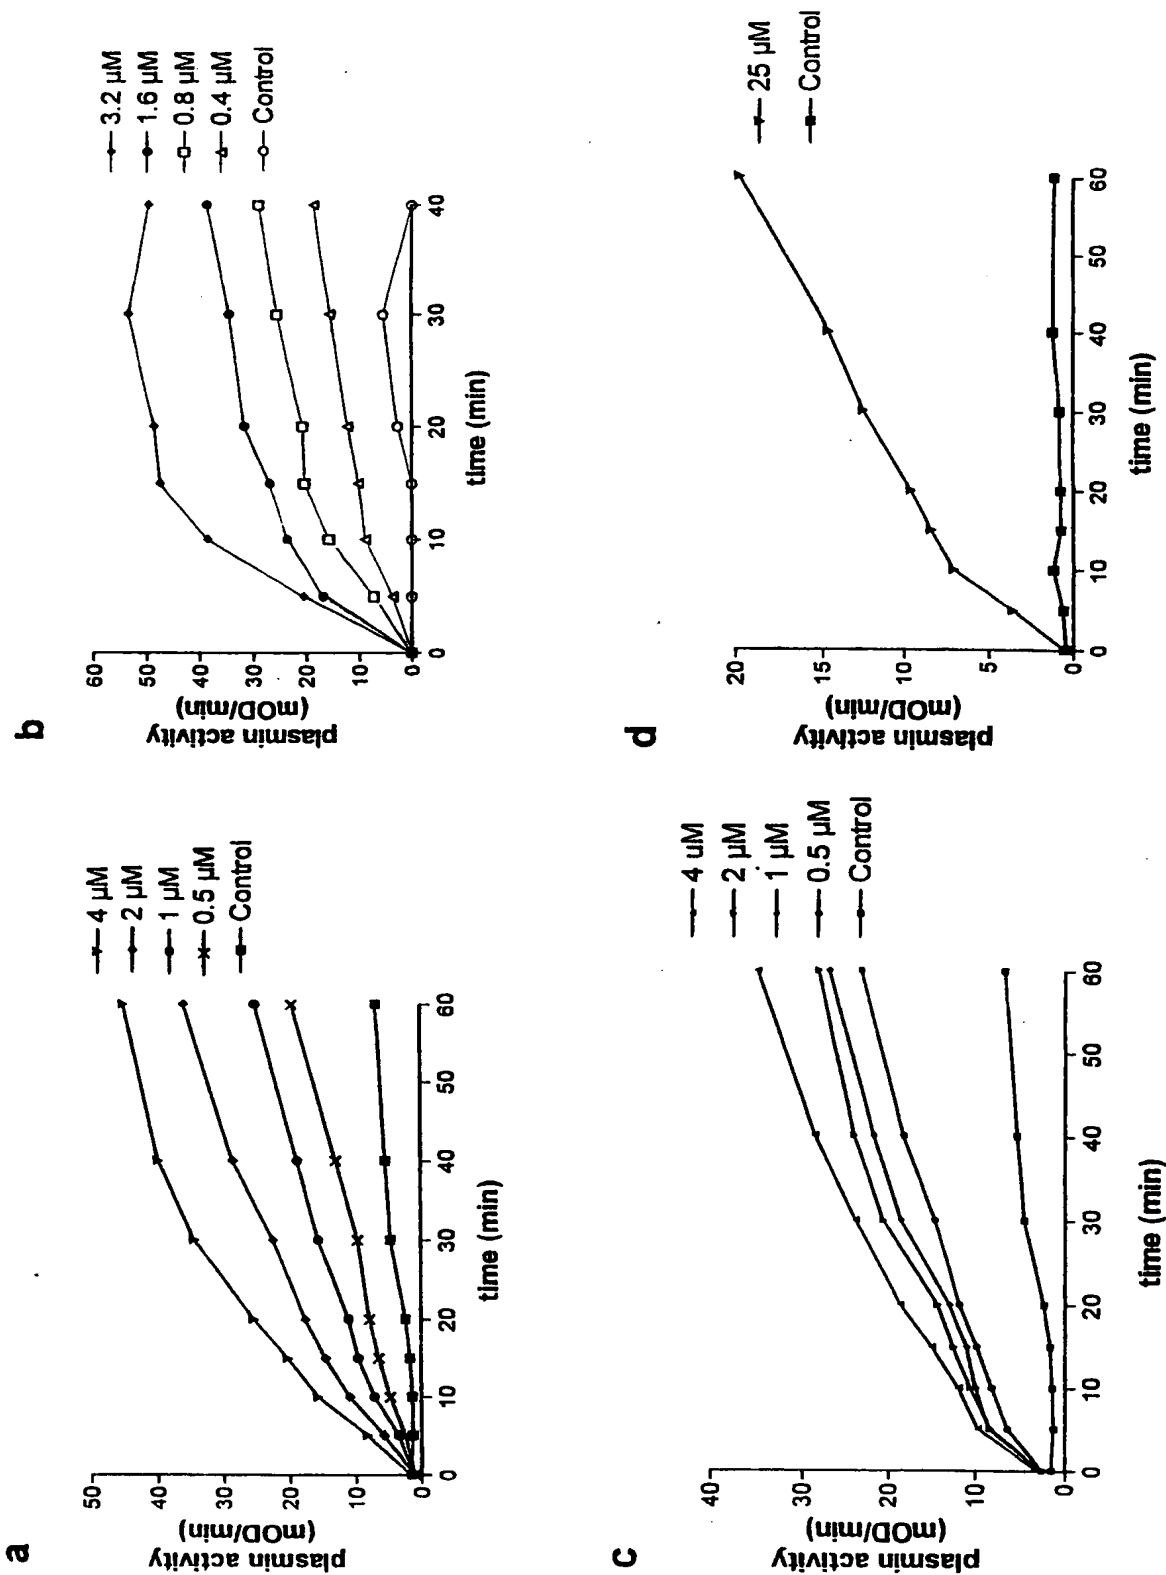 a
plasmin activity
(mOD/min)
50
40
30
20
10
0
0
10
20
30
40
50
60
time (min)
4 µM
2 µM
1 µM
0.5 µM
Control
b
plasmin activity
(mOD/min)
60
50
40
30
20
10
0
0
10
20
30
40
time (min)
3.2 µM
1.6 µM
0.8 µM
0.4 µM
Control
c
plasmin activity
(mOD/min)
40
30
20
10
0
0
10
20
30
40
50
60
time (min)
4 uM
2 µM
1 µM
0.5 µM
Control
d
plasmin activity
(mOD/min)
20
15
10
5
0
0
10
20
30
40
50
60
time (min)
25 µM
Control